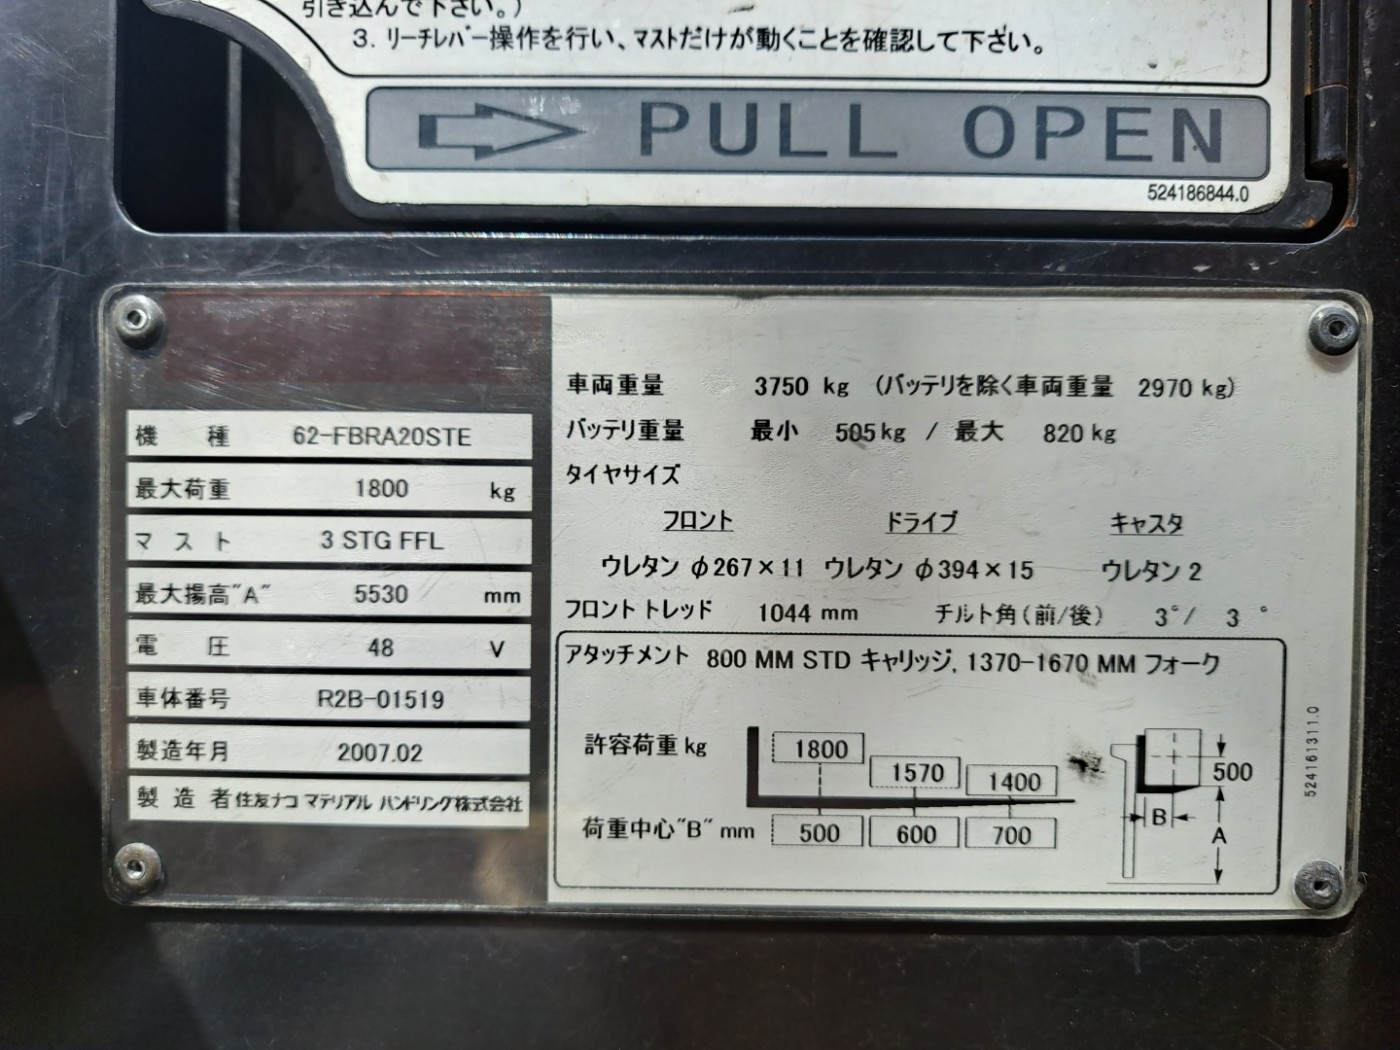 引き込んで下さい。)
3. リーチレバー操作を行い、マストだけが動くことを確認して下さい。
PULL OPEN
524186844.0
機 種 62-FBRA20STE
最大荷重 1800 kg
マ ス ト 3 STG FFL
最大揚高"A" 5530 mm
電 圧 48 V
車体番号 R2B-01519
製造年月 2007.02
製 造 者 住友ナコ マテリアル ハンドリング株式会社
車両重量 3750 kg (バッテリを除く車両重量 2970 kg)
バッテリ重量 最小 505 kg / 最大 820 kg
タイヤサイズ
フロント ドライブ キャスタ
ウレタン φ267×11 ウレタン φ394×15 ウレタン 2
フロント トレッド 1044 mm チルト角(前/後) 3°/ 3 °
アタッチメント 800 MM STD キャリッジ, 1370-1670 MM フォーク
許容荷重 kg 1800 1570 1400
荷重中心"B" mm 500 600 700
500
B
A
524161311.0